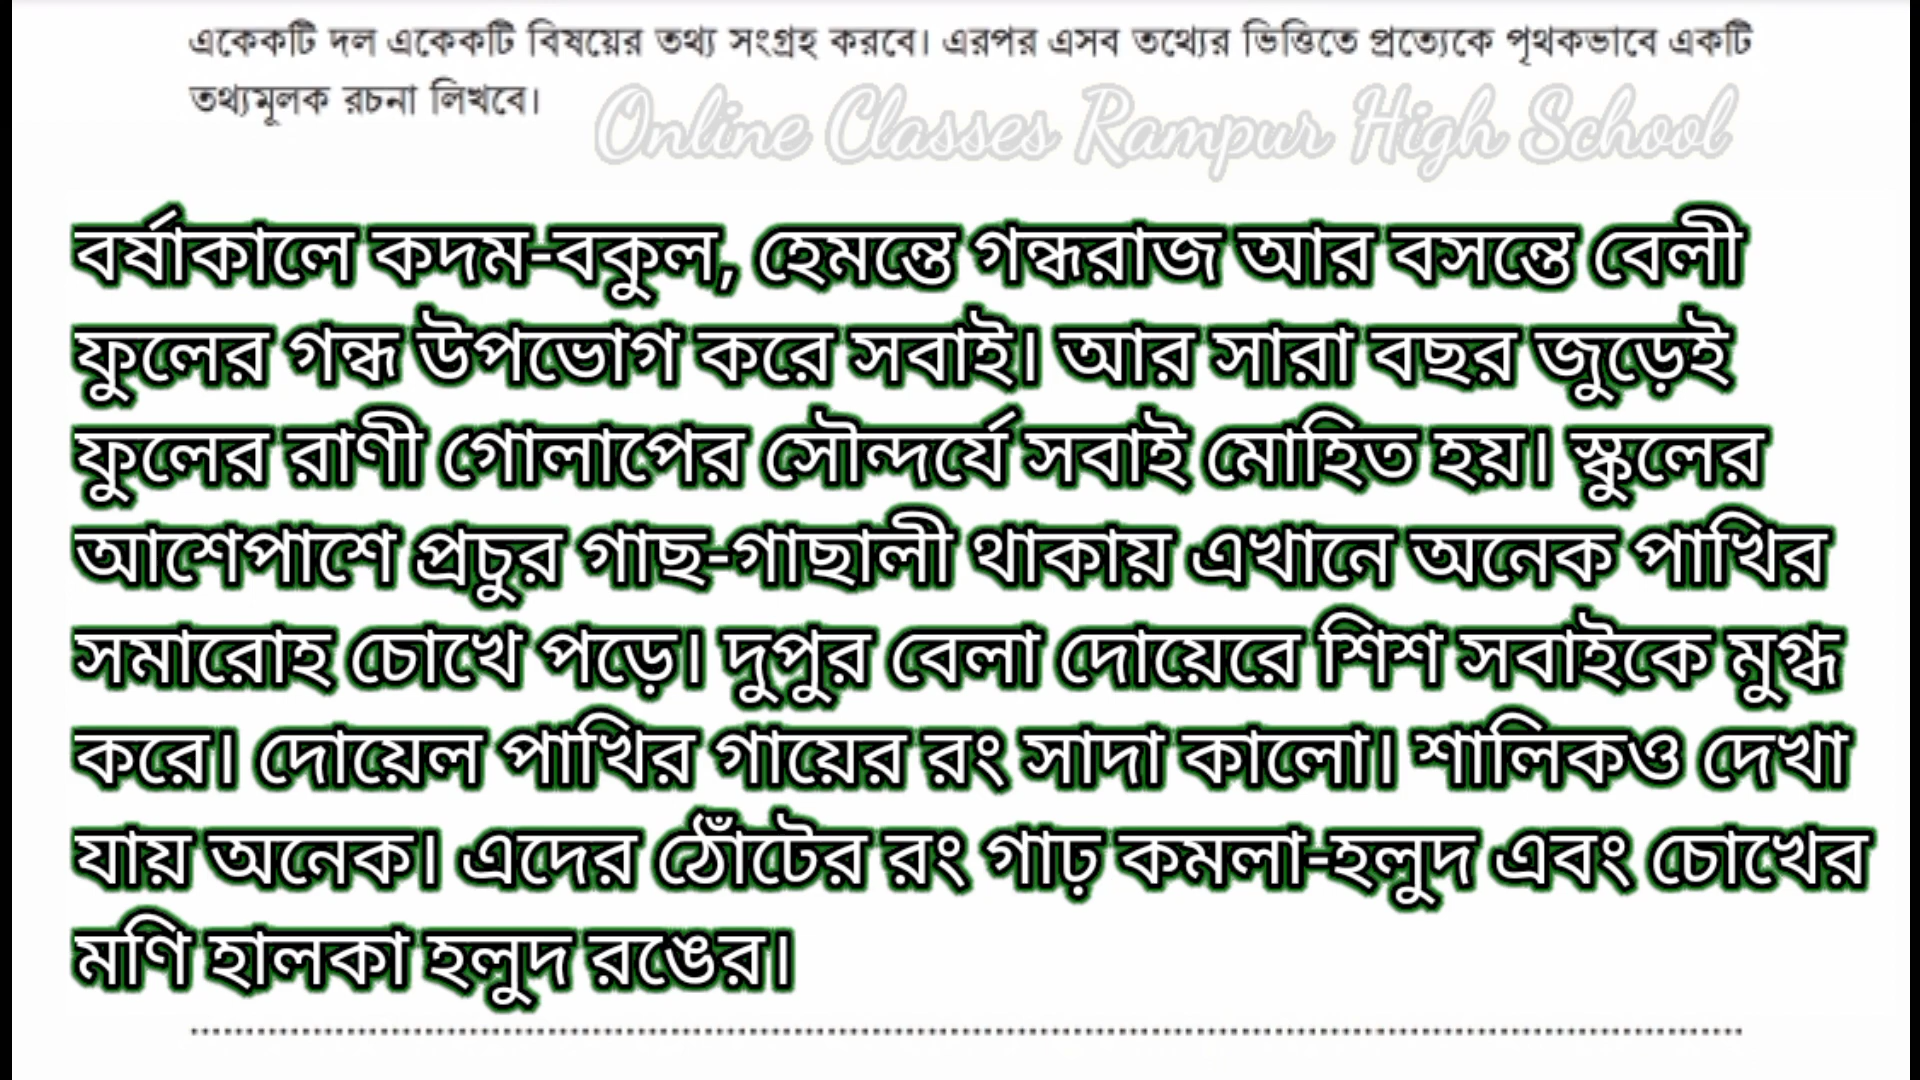 একেকটি দল একেকটি বিষয়ের তথ্য সংগ্রহ করবে। এরপর এসব তথ্যের ভিত্তিতে প্রত্যেকে পৃথকভাবে একটি
তথ্যমূলক রচনা লিখবে।
Online Classes Rampur High School
বর্ষাকালে কদম-বকুল, হেমন্তে গন্ধরাজ আর বসন্তে বেলী
ফুলের গন্ধ উপভোগ করে সবাই। আর সারা বছর জুড়েই
ফুলের রাণী গোলাপের সৌন্দর্যে সবাই মোহিত হয়। স্কুলের
আশেপাশে প্রচুর গাছ-গাছালী থাকায় এখানে অনেক পাখির
সমারোহ চোখে পড়ে। দুপুর বেলা দোয়েরে শিশ সবাইকে মুগ্ধ
করে। দোয়েল পাখির গায়ের রং সাদা কালো। শালিকও দেখা
যায় অনেক। এদের ঠোঁটের রং গাঢ় কমলা-হলুদ এবং চোখের
মণি হালকা হলুদ রঙের।